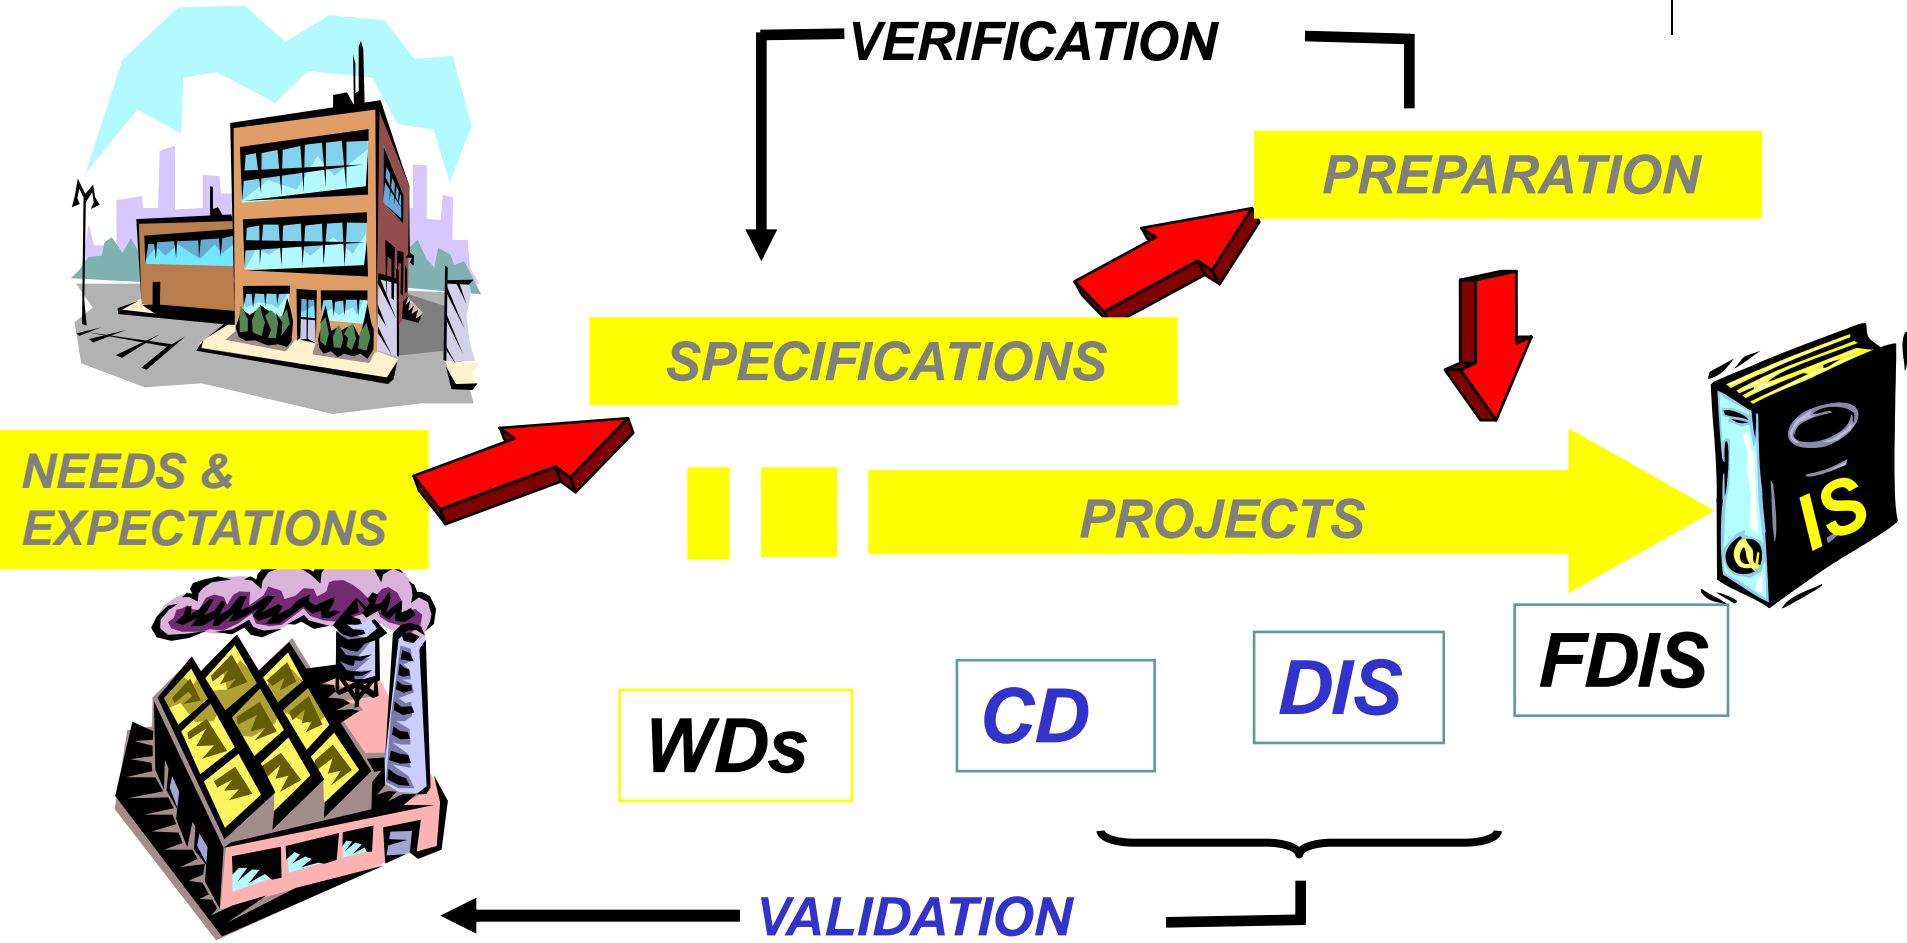 VERIFICATION
PREPARATION
SPECIFICATIONS
NEEDS &
EXPECTATIONS
PROJECTS
IS
WDs
CD
DIS
FDIS
VALIDATION